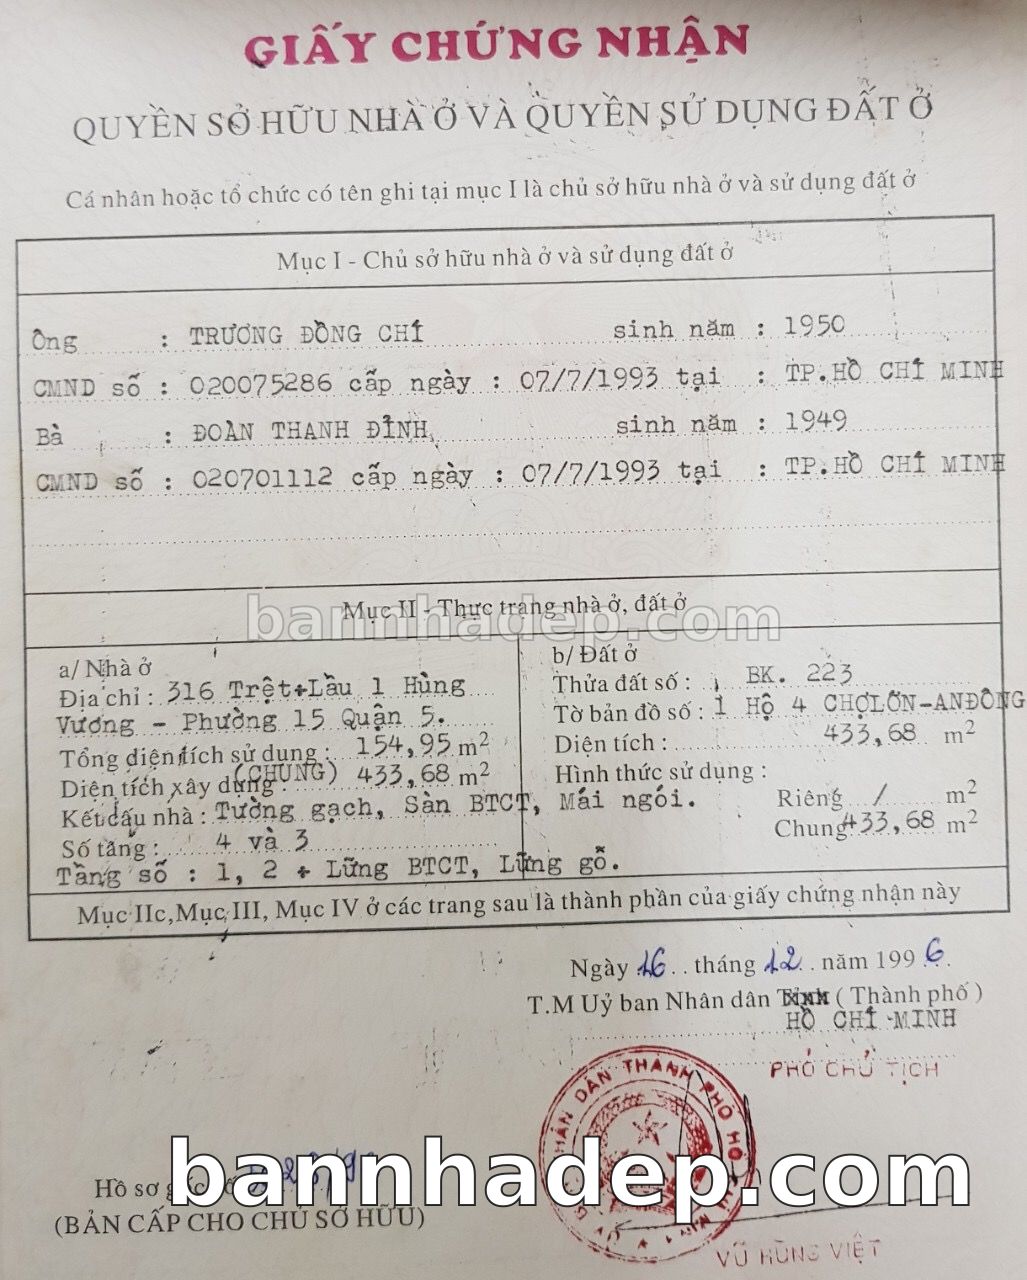 GIẤY CHỨNG NHẬN
QUYỀN SỞ HỮU NHÀ Ở VÀ QUYỀN SỬ DỤNG ĐẤT Ở
Cá nhân hoặc tổ chức có tên ghi tại mục I là chủ sở hữu nhà ở và sử dụng đất ở
Mục I - Chủ sở hữu nhà ở và sử dụng đất ở
Ông : TRƯƠNG ĐỒNG CHÍ sinh năm : 1950
CMND số : 020075286 cấp ngày : 07/7/1993 tại : TP.HỒ CHÍ MINH
Bà : ĐOÀN THANH ĐỈNH sinh năm : 1949
CMND số : 020701112 cấp ngày : 07/7/1993 tại : TP.HỒ CHÍ MINH
Mục II - Thực trạng nhà ở, đất ở
bannhadep.com
a/ Nhà ở
Địa chỉ : 316 Trệt+Lầu 1 Hùng
Vương - Phường 15 Quận 5.
Tổng diện tích sử dụng : 154,95 m2
Diện tích xây dựng : (CHUNG) 433,68 m2
Kết cấu nhà : Tường gạch, Sàn BTCT, Mái ngói.
Số tầng : 4 và 3
Tầng số : 1, 2 + Lửng BTCT, Lửng gỗ.
b/ Đất ở
Thửa đất số : BK. 223
Tờ bản đồ số : 1 Hộ 4 CHỢLỚN-ANĐÔNG
Diện tích : 433,68 m2
Hình thức sử dụng :
Riêng / m2
Chung 433,68 m2
Mục IIc, Mục III, Mục IV ở các trang sau là thành phần của giấy chứng nhận này
Ngày 16 tháng 12 năm 1996
T.M Uỷ ban Nhân dân Tỉnh (Thành phố)
HỒ CHÍ MINH
PHÓ CHỦ TỊCH
NHÂN DÂN THÀNH PHỐ HỒ
bannhadep.com
Hồ sơ gốc số
(BẢN CẤP CHO CHỦ SỞ HỮU)
VŨ HÙNG VIỆT